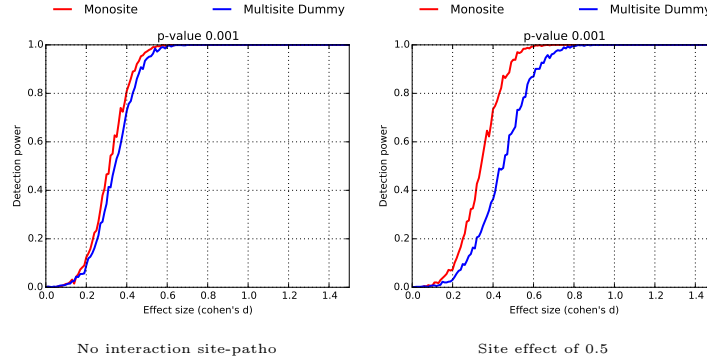 Monosite Multisite Dummy
p-value 0.001
1.0
0.8
0.6
0.4
0.2
0.0
Detection power
0.0 0.2 0.4 0.6 0.8 1.0 1.2 1.4
Effect size (cohen's d)
No interaction site-patho
Monosite Multisite Dummy
p-value 0.001
1.0
0.8
0.6
0.4
0.2
0.0
Detection power
0.0 0.2 0.4 0.6 0.8 1.0 1.2 1.4
Effect size (cohen's d)
Site effect of 0.5